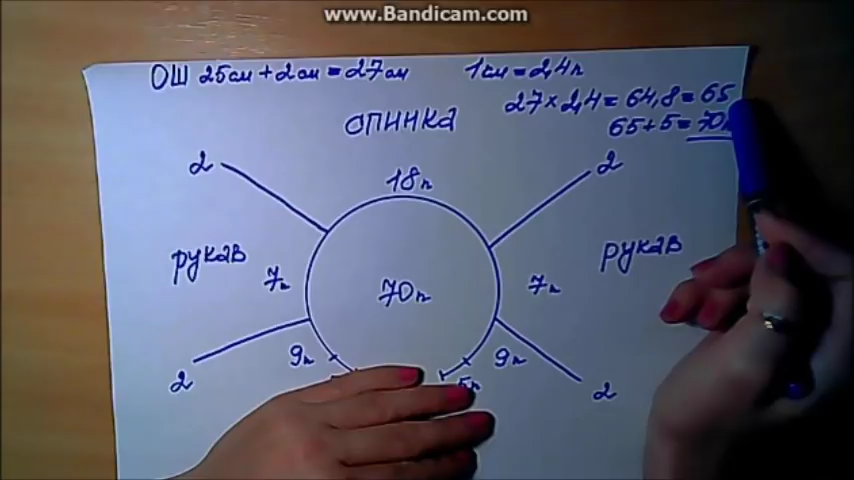 www.Bandicam.com
ОШ 25см+2см=27см 1см=2,4п
27×2,4=64,8=65
65+5=70п
СПИНКА
2 2
18п
рукав рукав
7п 70п 7п
9п 9п
5п
2 2